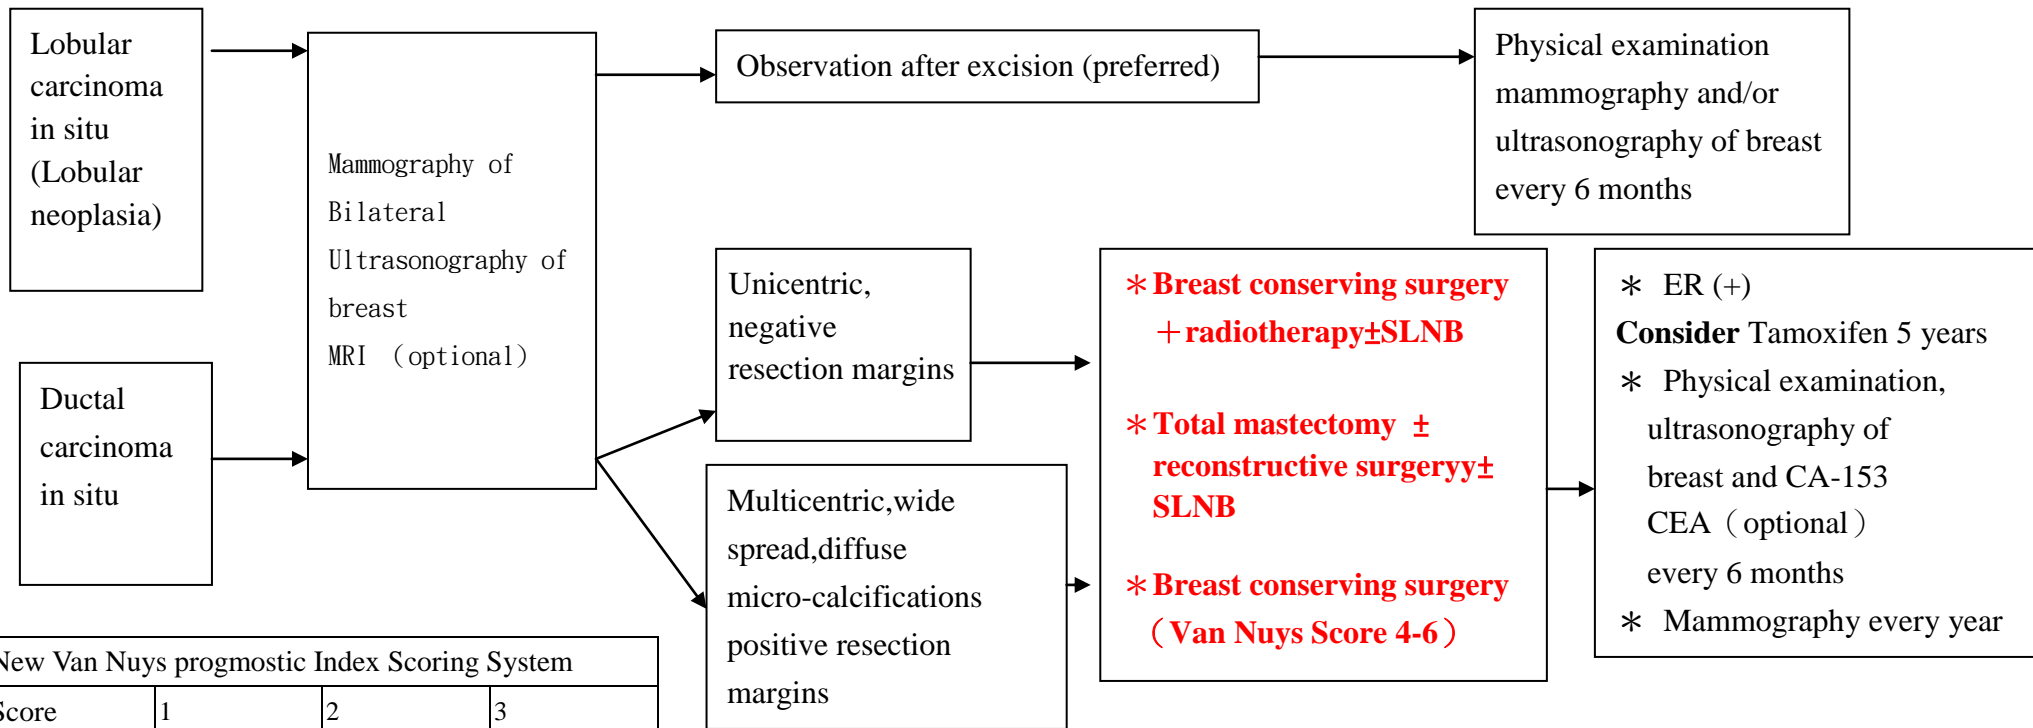 Lobular
carcinoma
in situ
(Lobular
neoplasia)
Ductal
carcinoma
in situ
Mammography of
Bilateral
Ultrasonography of
breast
MRI （optional）
Observation after excision (preferred)
Physical examination
mammography and/or
ultrasonography of breast
every 6 months
Unicentric,
negative
resection margins
Multicentric,wide
spread,diffuse
micro-calcifications
positive resection
margins
＊Breast conserving surgery
＋radiotherapy±SLNB
＊Total mastectomy ±
reconstructive surgeryy±
SLNB
＊Breast conserving surgery
（Van Nuys Score 4-6）
＊ ER (+)
Consider Tamoxifen 5 years
＊ Physical examination,
ultrasonography of
breast and CA-153
CEA（optional）
every 6 months
＊ Mammography every year
New Van Nuys progmostic Index Scoring System
Score 1 2 3